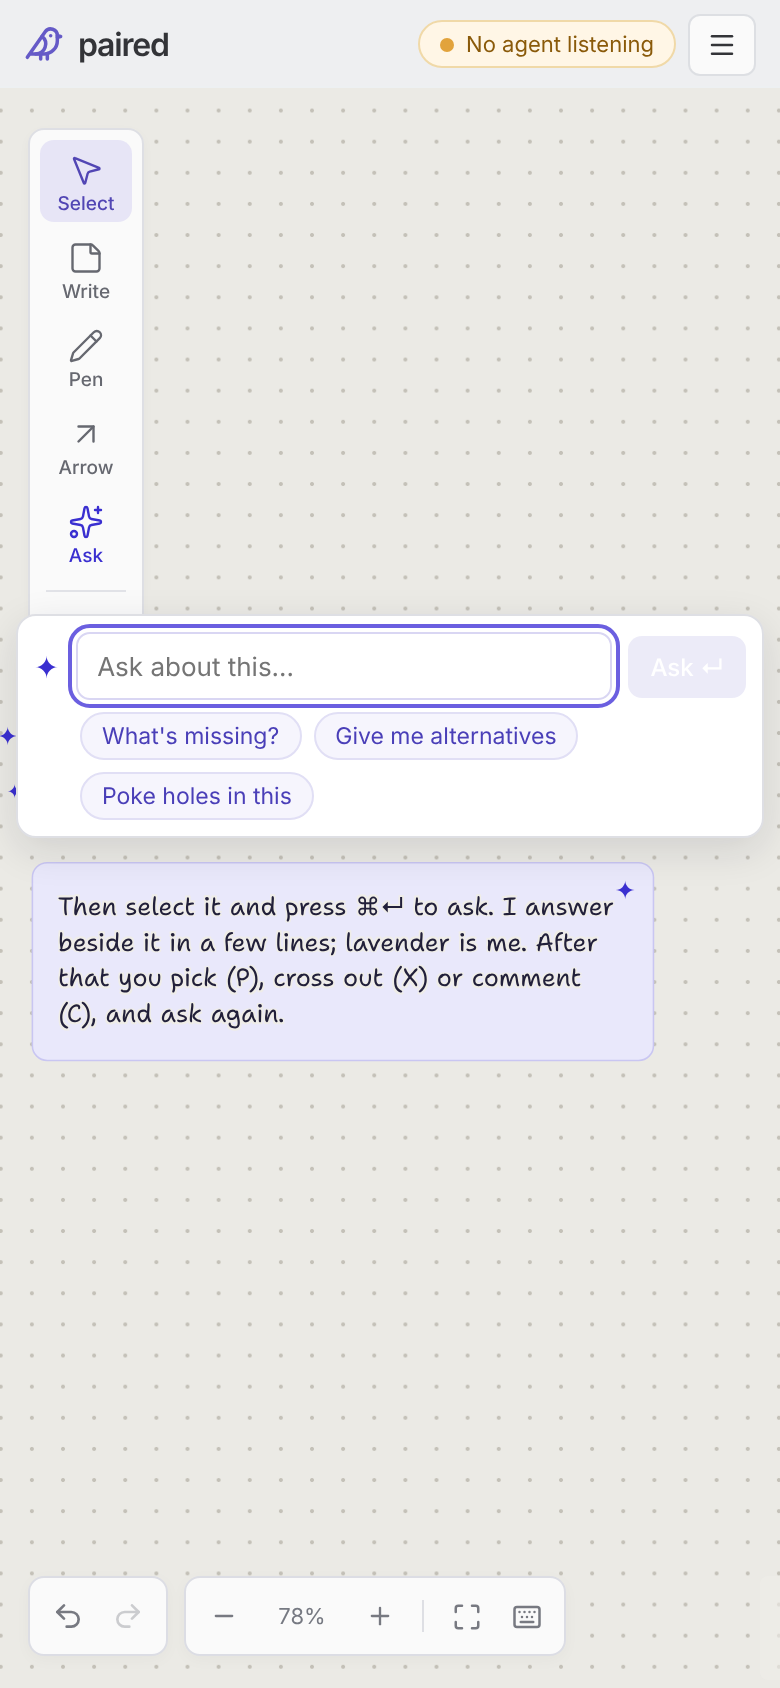 paired
No agent listening
Select
Write
Pen
Arrow
Ask
Ask about this...
Ask ↵
What's missing?
Give me alternatives
Poke holes in this
Then select it and press ⌘↵ to ask. I answer
beside it in a few lines; lavender is me. After
that you pick (P), cross out (X) or comment
(C), and ask again.
78%